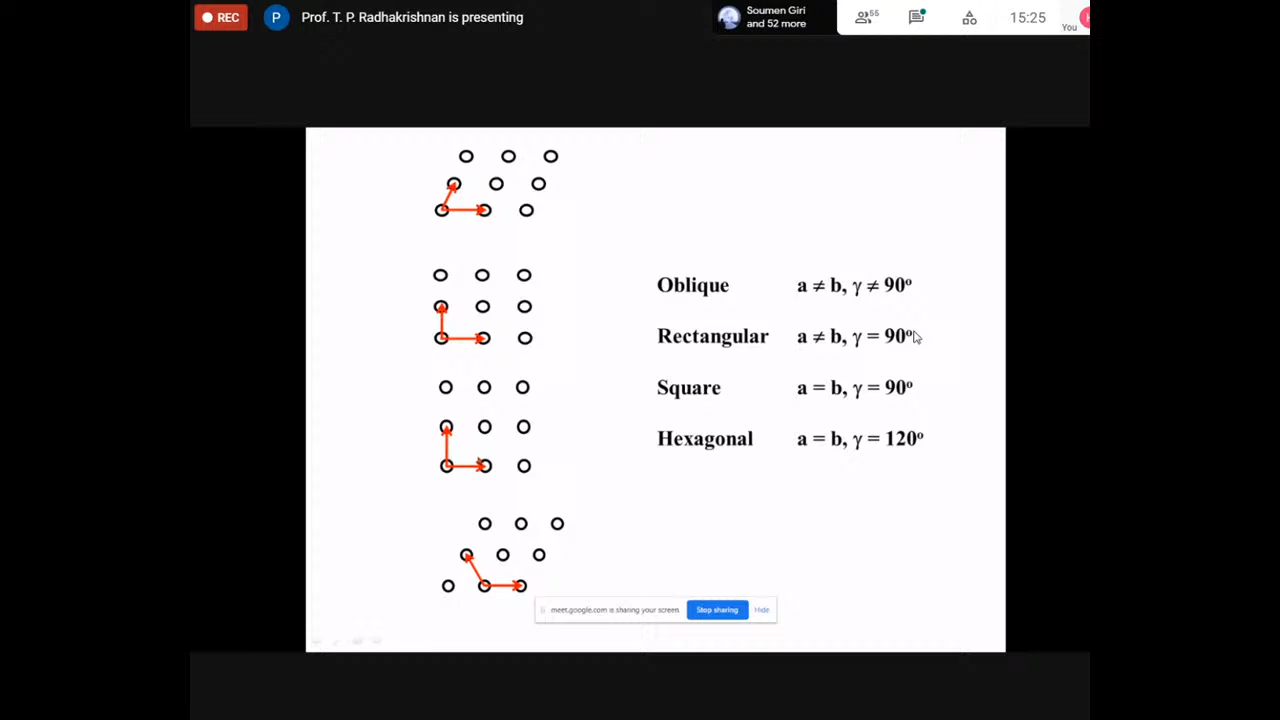 REC
P
Prof. T. P. Radhakrishnan is presenting
Soumen Giri
and 52 more
55
15:25
You
Oblique a ≠ b, γ ≠ 90º
Rectangular a ≠ b, γ = 90º
Square a = b, γ = 90º
Hexagonal a = b, γ = 120º
meet.google.com is sharing your screen.
Stop sharing
Hide